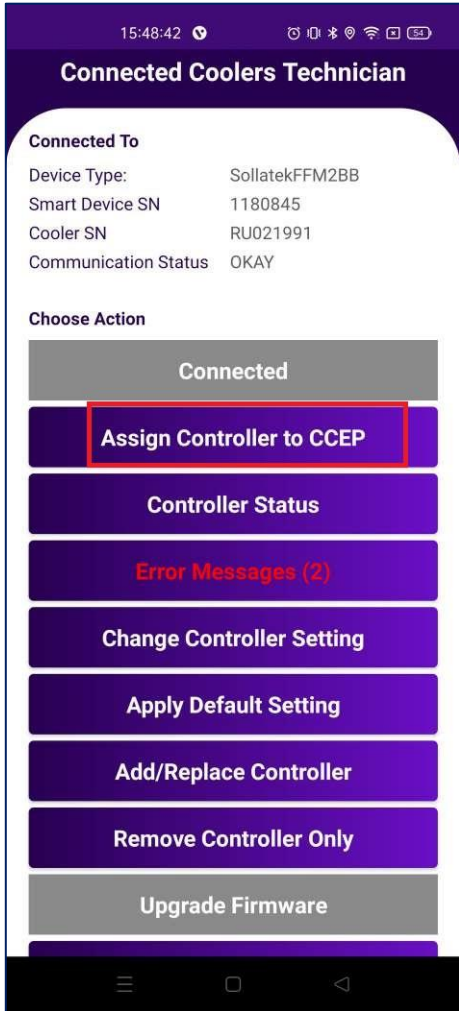 15:48:42
54
Connected Coolers Technician
Connected To
Device Type: SollatekFFM2BB
Smart Device SN 1180845
Cooler SN RU021991
Communication Status OKAY
Choose Action
Connected
Assign Controller to CCEP
Controller Status
Error Messages (2)
Change Controller Setting
Apply Default Setting
Add/Replace Controller
Remove Controller Only
Upgrade Firmware